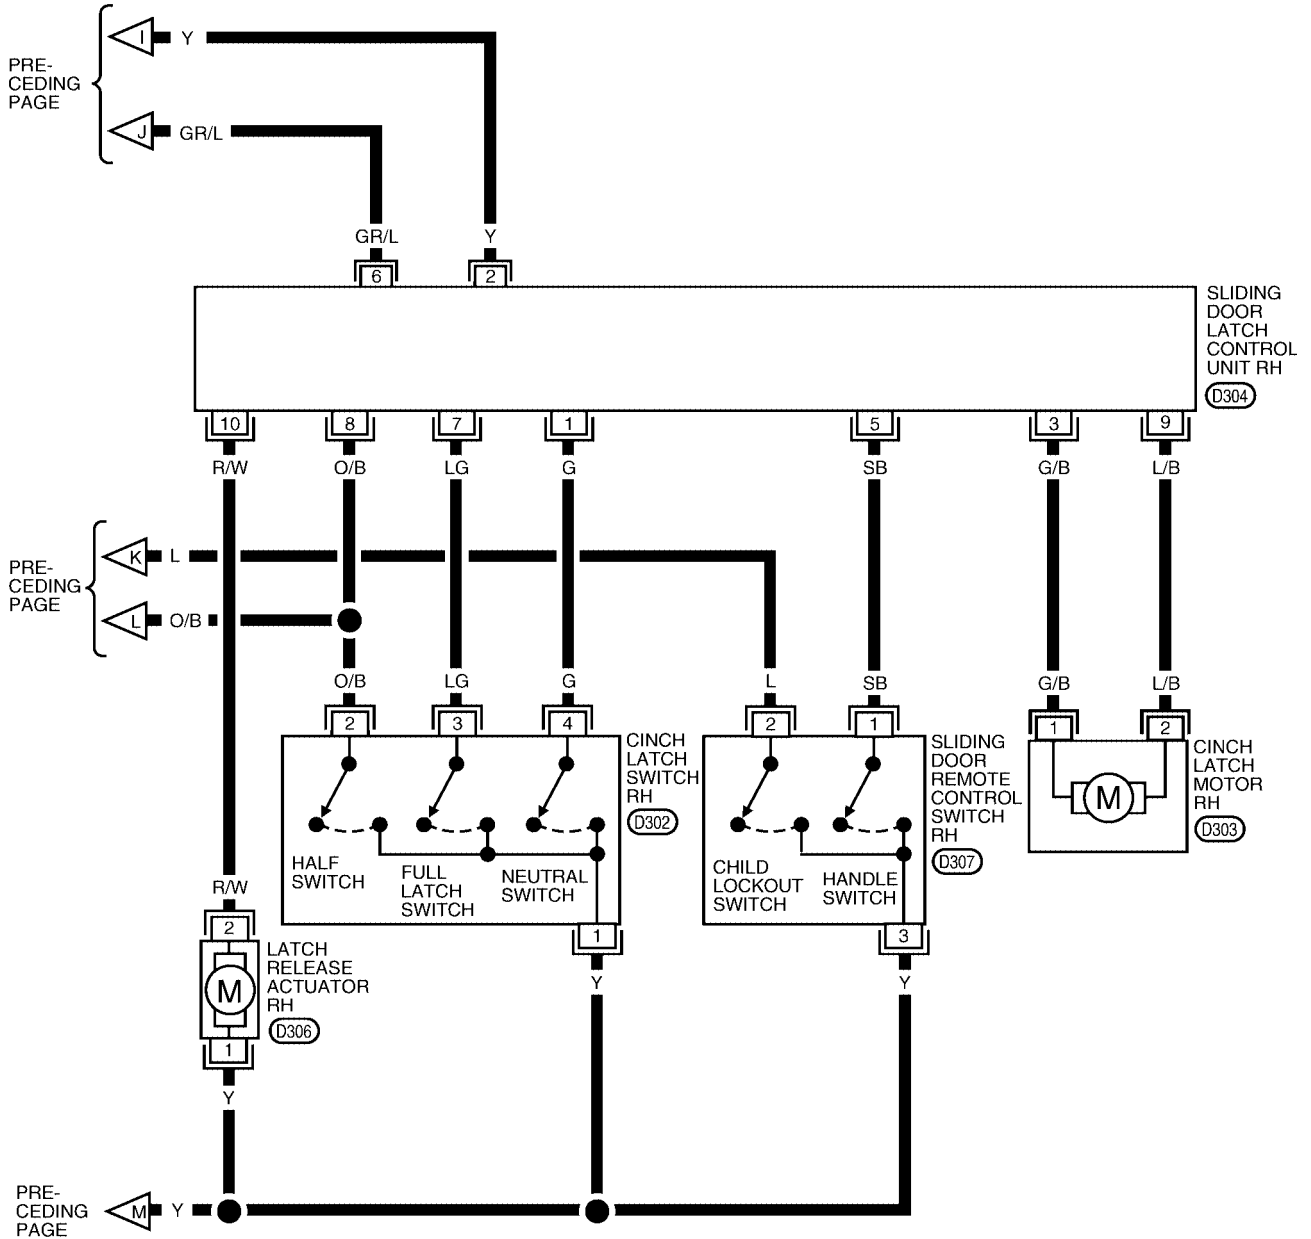 I Y
PRE-
CEDING
PAGE
J GR/L
GR/L Y
6 2
SLIDING
DOOR
LATCH
CONTROL
UNIT RH
D304
10 8 7 1 5 3 9
R/W O/B LG G SB G/B L/B
K L
PRE-
CEDING
PAGE
L O/B
O/B LG G L SB G/B L/B
2 3 4 2 1 1 2
CINCH
LATCH
SWITCH
RH
D302
SLIDING
DOOR
REMOTE
CONTROL
SWITCH
RH
D307
M
CINCH
LATCH
MOTOR
RH
D303
HALF
SWITCH
FULL
LATCH
SWITCH
NEUTRAL
SWITCH
CHILD
LOCKOUT
SWITCH
HANDLE
SWITCH
R/W
2
M
LATCH
RELEASE
ACTUATOR
RH
D306
1
Y
1 3
Y Y
PRE-
CEDING
PAGE
M Y